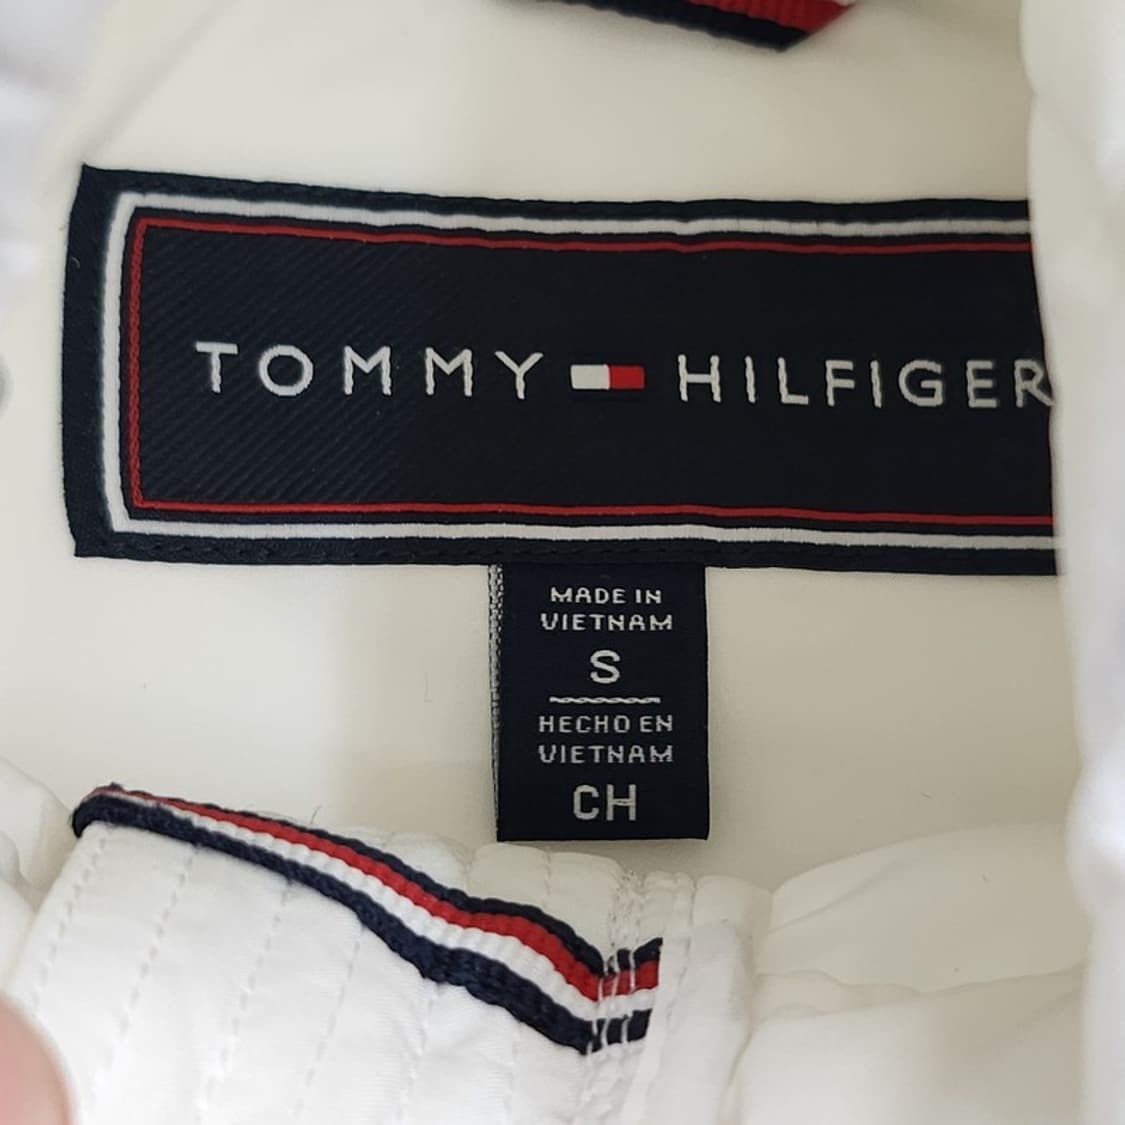 TOMMY HILFIGER
MADE IN
VIETNAM
S
HECHO EN
VIETNAM
CH